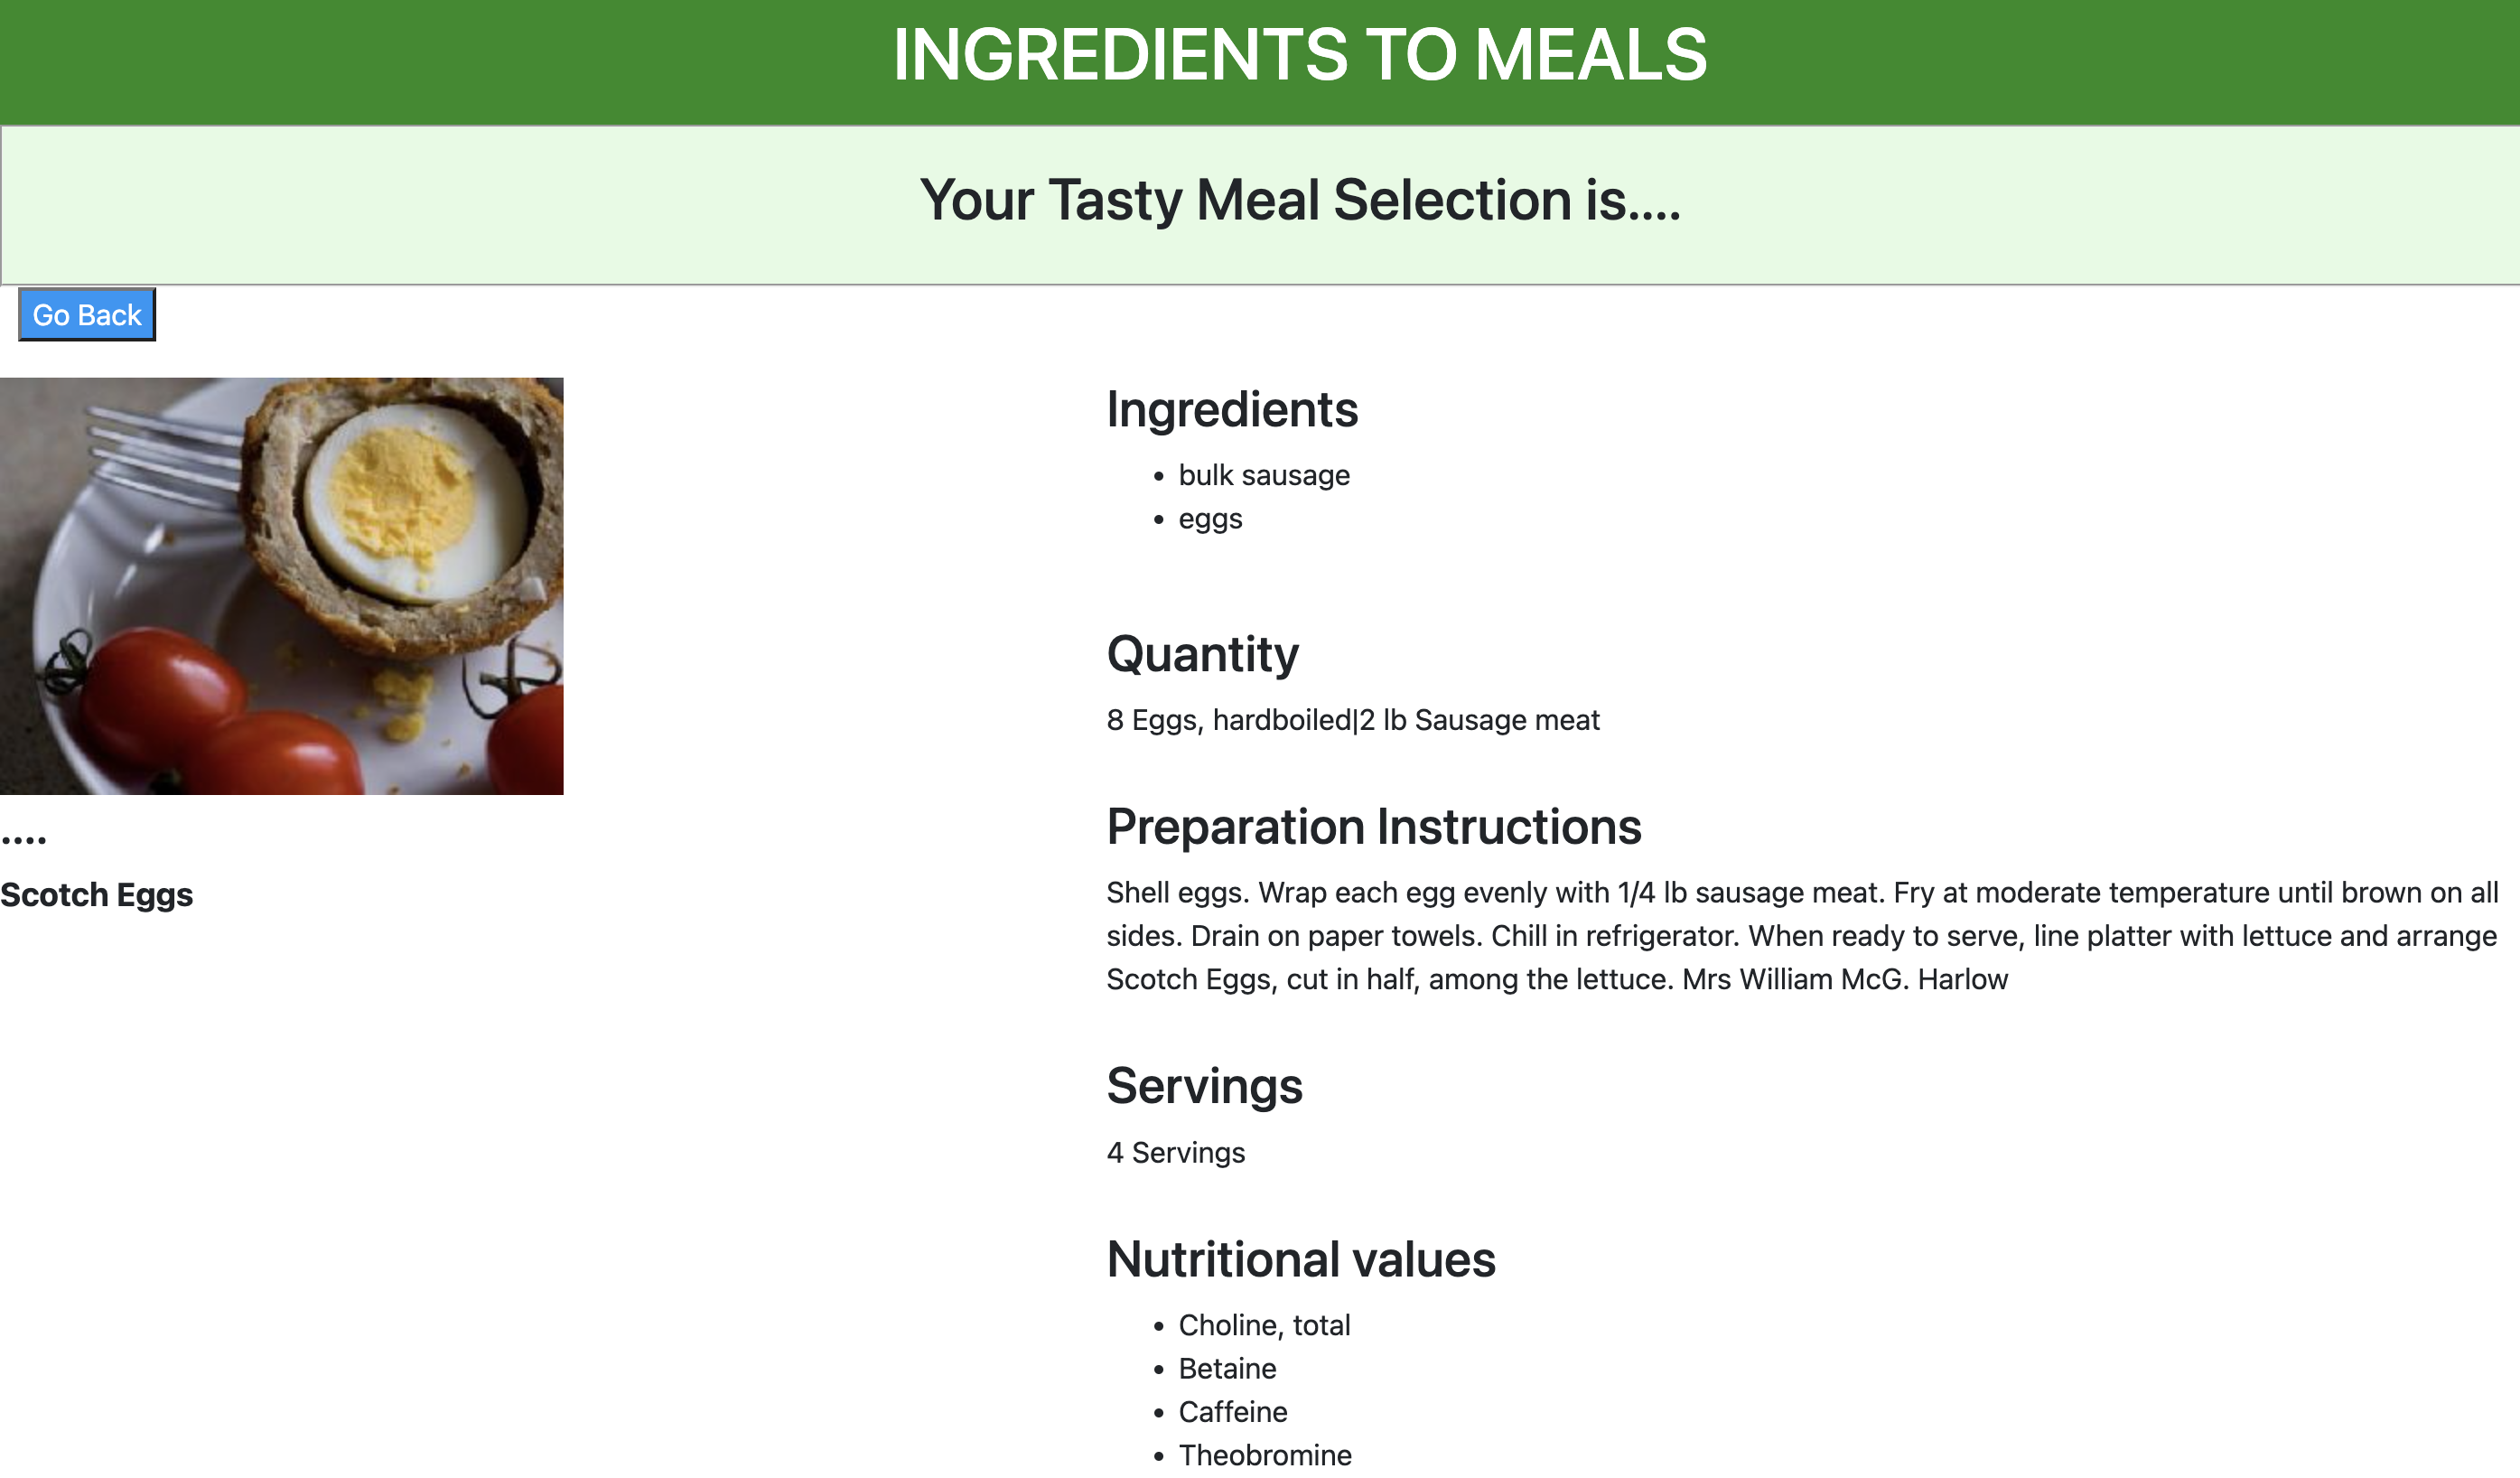 INGREDIENTS TO MEALS
Your Tasty Meal Selection is....
Go Back
....
Scotch Eggs
Ingredients
• bulk sausage
• eggs
Quantity
8 Eggs, hardboiled|2 lb Sausage meat
Preparation Instructions
Shell eggs. Wrap each egg evenly with 1/4 lb sausage meat. Fry at moderate temperature until brown on all
sides. Drain on paper towels. Chill in refrigerator. When ready to serve, line platter with lettuce and arrange
Scotch Eggs, cut in half, among the lettuce. Mrs William McG. Harlow
Servings
4 Servings
Nutritional values
• Choline, total
• Betaine
• Caffeine
• Theobromine